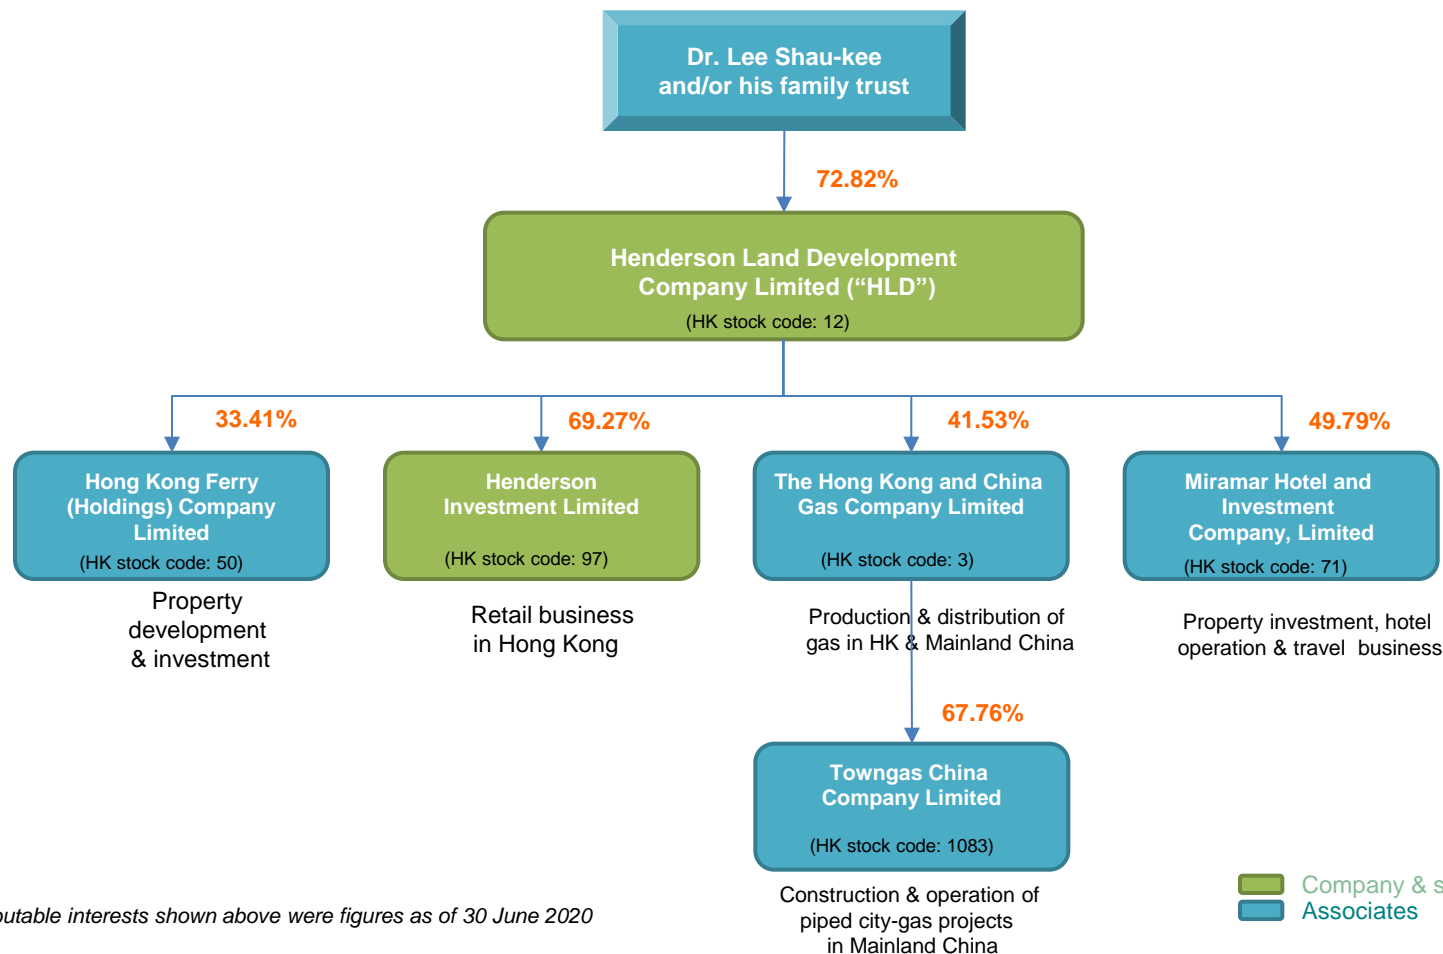 Dr. Lee Shau-kee
and/or his family trust
72.82%
Henderson Land Development
Company Limited (“HLD”)
(HK stock code: 12)
33.41%
69.27%
41.53%
49.79%
Hong Kong Ferry
(Holdings) Company
Limited
(HK stock code: 50)
Henderson
Investment Limited
(HK stock code: 97)
The Hong Kong and China
Gas Company Limited
(HK stock code: 3)
Miramar Hotel and
Investment
Company, Limited
(HK stock code: 71)
Property
development
& investment
Retail business
in Hong Kong
Production & distribution of
gas in HK & Mainland China
Property investment, hotel
operation & travel business
67.76%
Towngas China
Company Limited
(HK stock code: 1083)
Construction & operation of
piped city-gas projects
in Mainland China
interests shown above were figures as of 30 June 2020
Company &
Associates